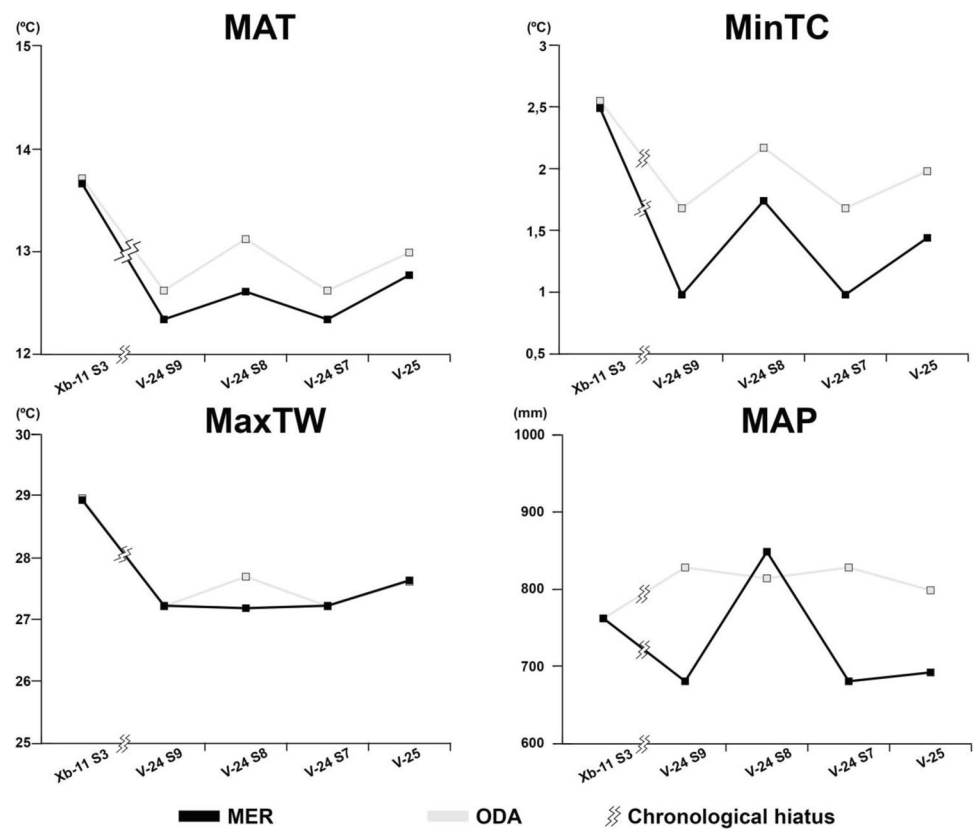 MAT
(ºC)
15
14
13
12
Xb-11 S3
V-24 S9
V-24 S8
V-24 S7
V-25
MinTC
(ºC)
3
2,5
2
1,5
1
0,5
Xb-11 S3
V-24 S9
V-24 S8
V-24 S7
V-25
MaxTW
(ºC)
30
29
28
27
26
25
Xb-11 S3
V-24 S9
V-24 S8
V-24 S7
V-25
MAP
(mm)
1000
900
800
700
600
Xb-11 S3
V-24 S9
V-24 S8
V-24 S7
V-25
MER
ODA
Chronological hiatus